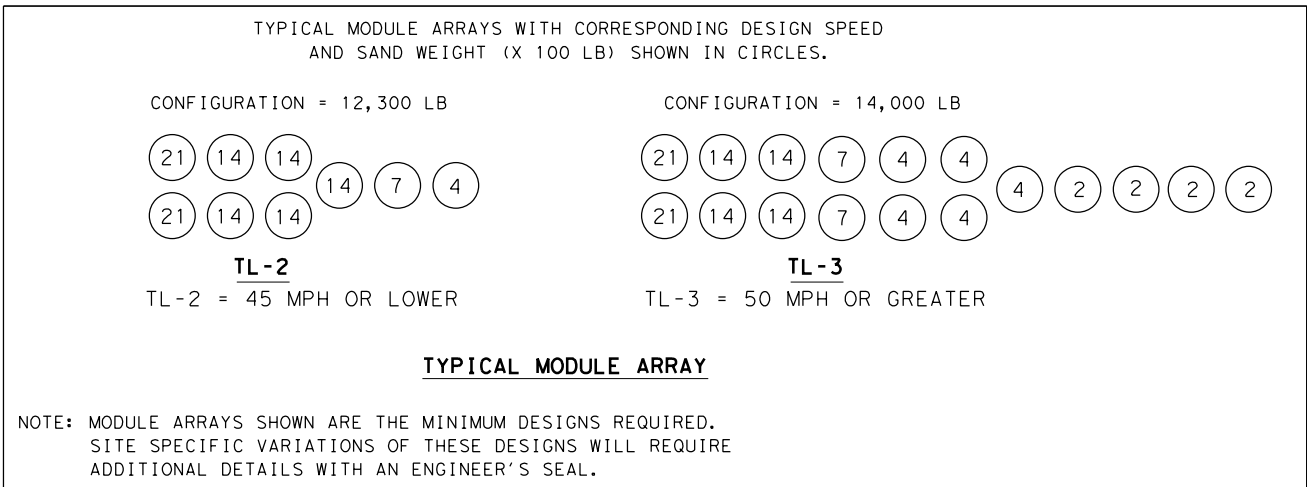 TYPICAL MODULE ARRAYS WITH CORRESPONDING DESIGN SPEED
AND SAND WEIGHT (X 100 LB) SHOWN IN CIRCLES.
CONFIGURATION = 12,300 LB
21 14 14
14 7 4
21 14 14
TL-2
TL-2 = 45 MPH OR LOWER
CONFIGURATION = 14,000 LB
21 14 14 7 4 4
4 2 2 2 2
21 14 14 7 4 4
TL-3
TL-3 = 50 MPH OR GREATER
TYPICAL MODULE ARRAY
NOTE: MODULE ARRAYS SHOWN ARE THE MINIMUM DESIGNS REQUIRED.
SITE SPECIFIC VARIATIONS OF THESE DESIGNS WILL REQUIRE
ADDITIONAL DETAILS WITH AN ENGINEER'S SEAL.